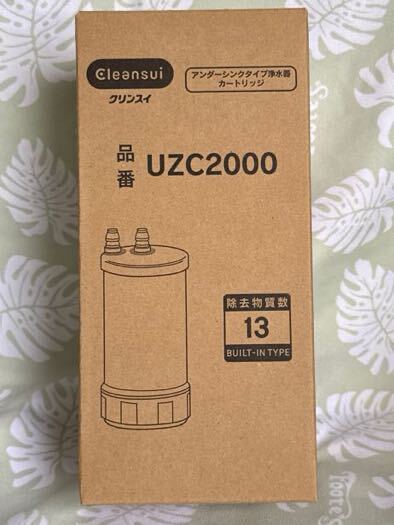 Cleansui
クリンスイ
アンダーシンクタイプ浄水器
カートリッジ
品番 UZC2000
除去物質数
13
BUILT-IN TYPE